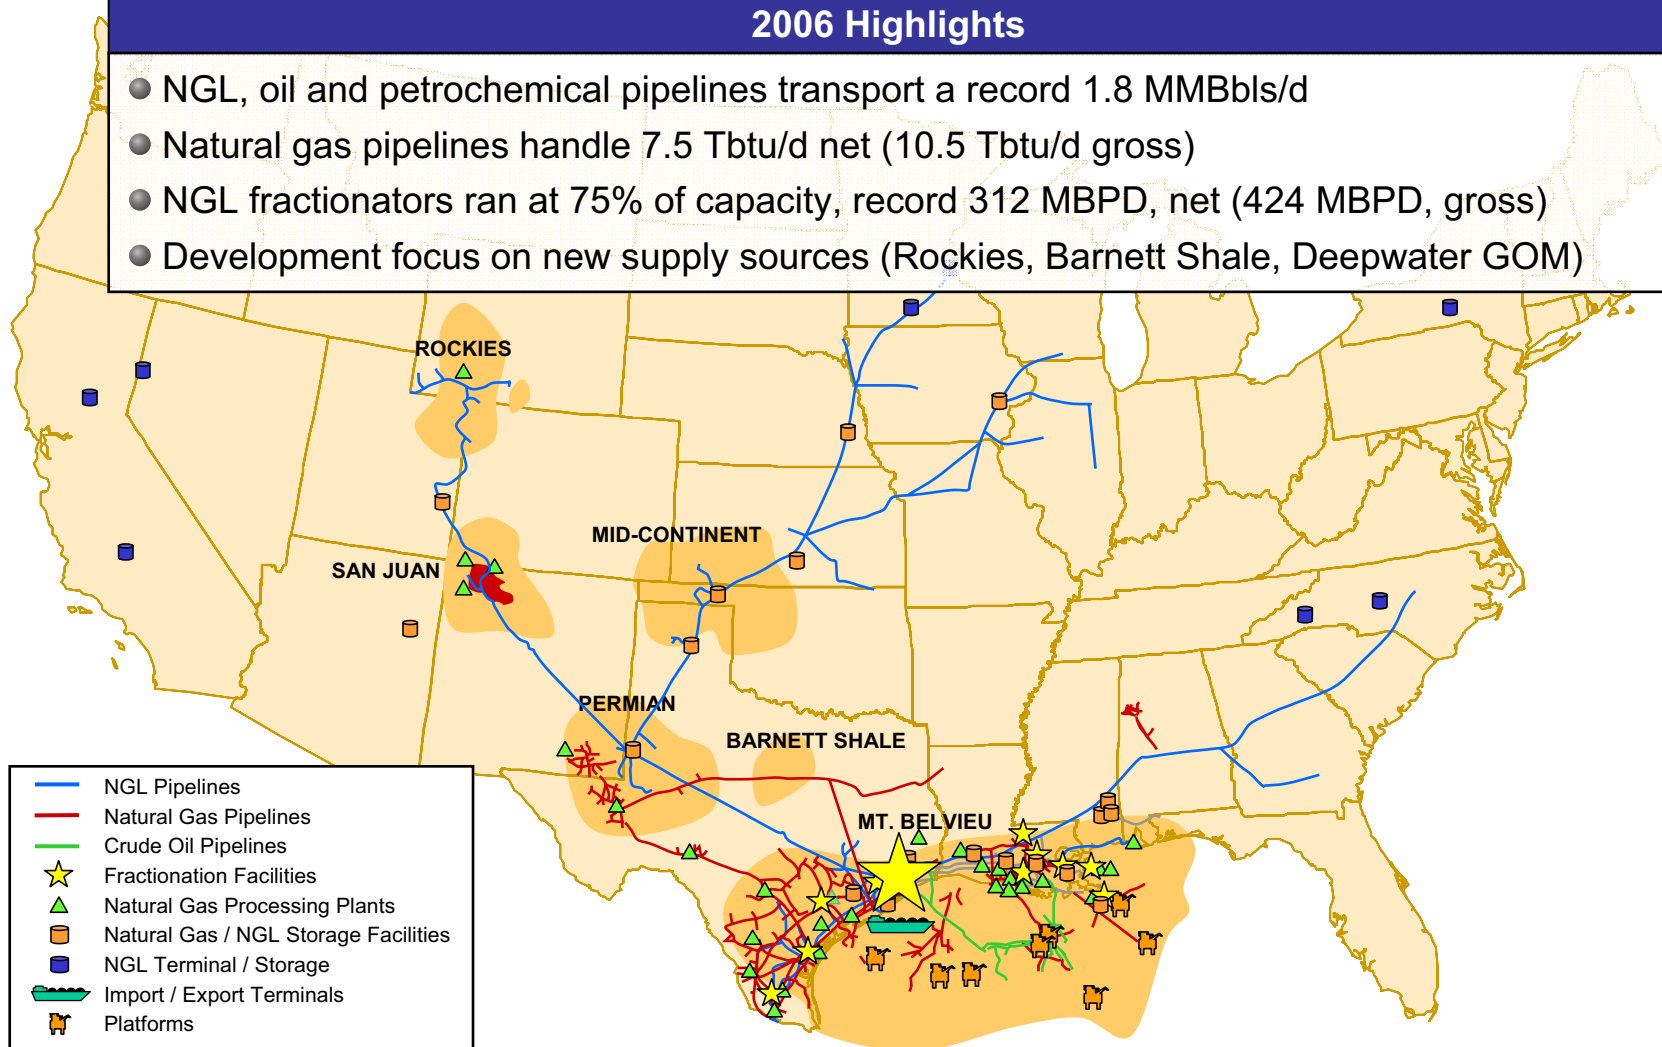 2006 Highlights
NGL, oil and petrochemical pipelines transport a record 1.8 MMBbls/d
Natural gas pipelines handle 7.5 Tbtu/d net (10.5 Tbtu/d gross)
NGL fractionators ran at 75% of capacity, record 312 MBPD, net (424 MBPD, gross)
Development focus on new supply sources (Rockies, Barnett Shale, Deepwater GOM)
ROCKIES
MID-CONTINENT
SAN JUAN
PERMIAN
BARNETT SHALE
MT. BELVIEU
NGL Pipelines
Natural Gas Pipelines
Crude Oil Pipelines
Fractionation Facilities
Natural Gas Processing Plants
Natural Gas / NGL Storage Facilities
NGL Terminal / Storage
Import / Export Terminals
Platforms